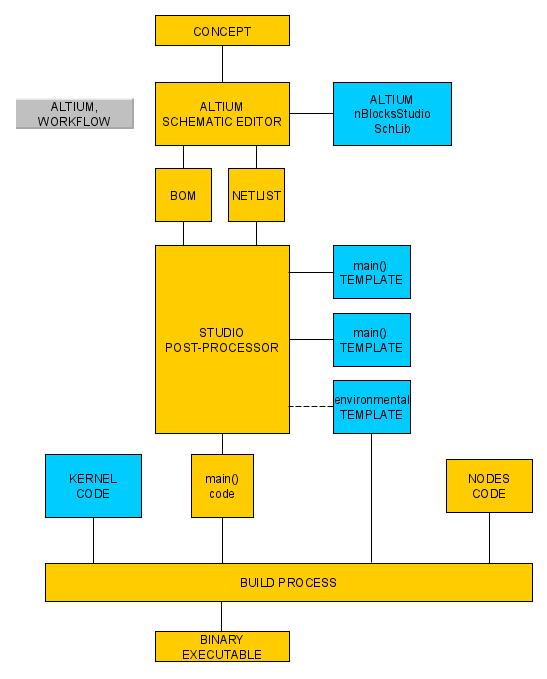 CONCEPT
ALTIUM,
WORKFLOW
ALTIUM
SCHEMATIC EDITOR
ALTIUM
nBlocksStudio
SchLib
BOM
NETLIST
STUDIO
POST-PROCESSOR
main()
TEMPLATE
main()
TEMPLATE
environmental
TEMPLATE
KERNEL
CODE
main()
code
NODES
CODE
BUILD PROCESS
BINARY
EXECUTABLE